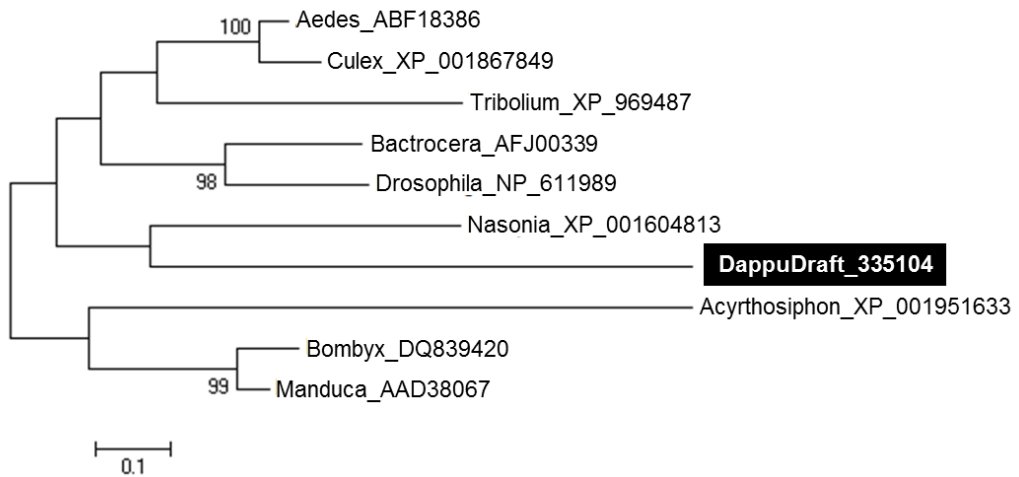 Aedes_ABF18386
100
Culex_XP_001867849
Tribolium_XP_969487
Bactrocera_AFJ00339
98
Drosophila_NP_611989
Nasonia_XP_001604813
DappuDraft_335104
Acyrthosiphon_XP_001951633
Bombyx_DQ839420
99
Manduca_AAD38067
0.1